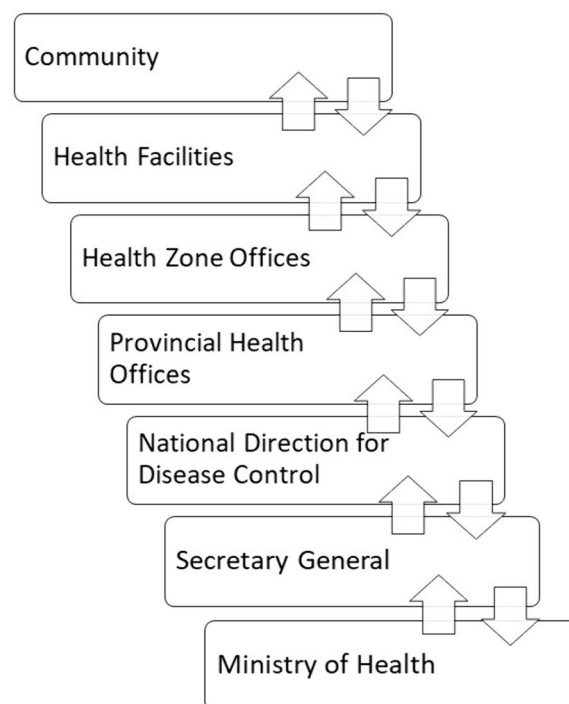 Community
Health Facilities
Health Zone Offices
Provincial Health
Offices
National Direction for
Disease Control
Secretary General
Ministry of Health